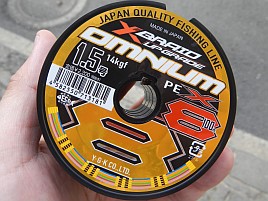 JAPAN QUALITY FISHING LINE
MADE IN JAPAN
X BRAID
UPGRADE
OMNIUM
1.5号
14kgf
PE X8
Y・G・K CO.,LTD.